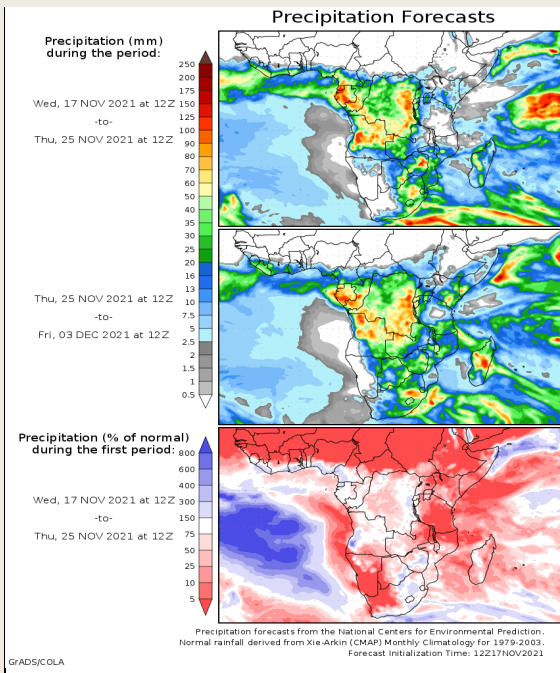 Precipitation Forecasts
Precipitation (mm)
during the period:
Wed, 17 NOV 2021 at 12Z
-to-
Thu, 25 NOV 2021 at 12Z
250
200
175
150
125
100
90
80
70
60
50
40
35
30
25
20
16
13
10
7.5
5
2.5
2
1.5
1
0.5
Thu, 25 NOV 2021 at 12Z
-to-
Fri, 03 DEC 2021 at 12Z
Precipitation (% of normal)
during the first period:
Wed, 17 NOV 2021 at 12Z
-to-
Thu, 25 NOV 2021 at 12Z
800
600
400
300
150
75
50
25
10
5
Precipitation forecasts from the National Centers for Environmental Prediction.
Normal rainfall derived from Xie-Arkin (CMAP) Monthly Climatology for 1979-2003.
Forecast Initialization Time: 12Z17NOV2021
GrADS/COLA